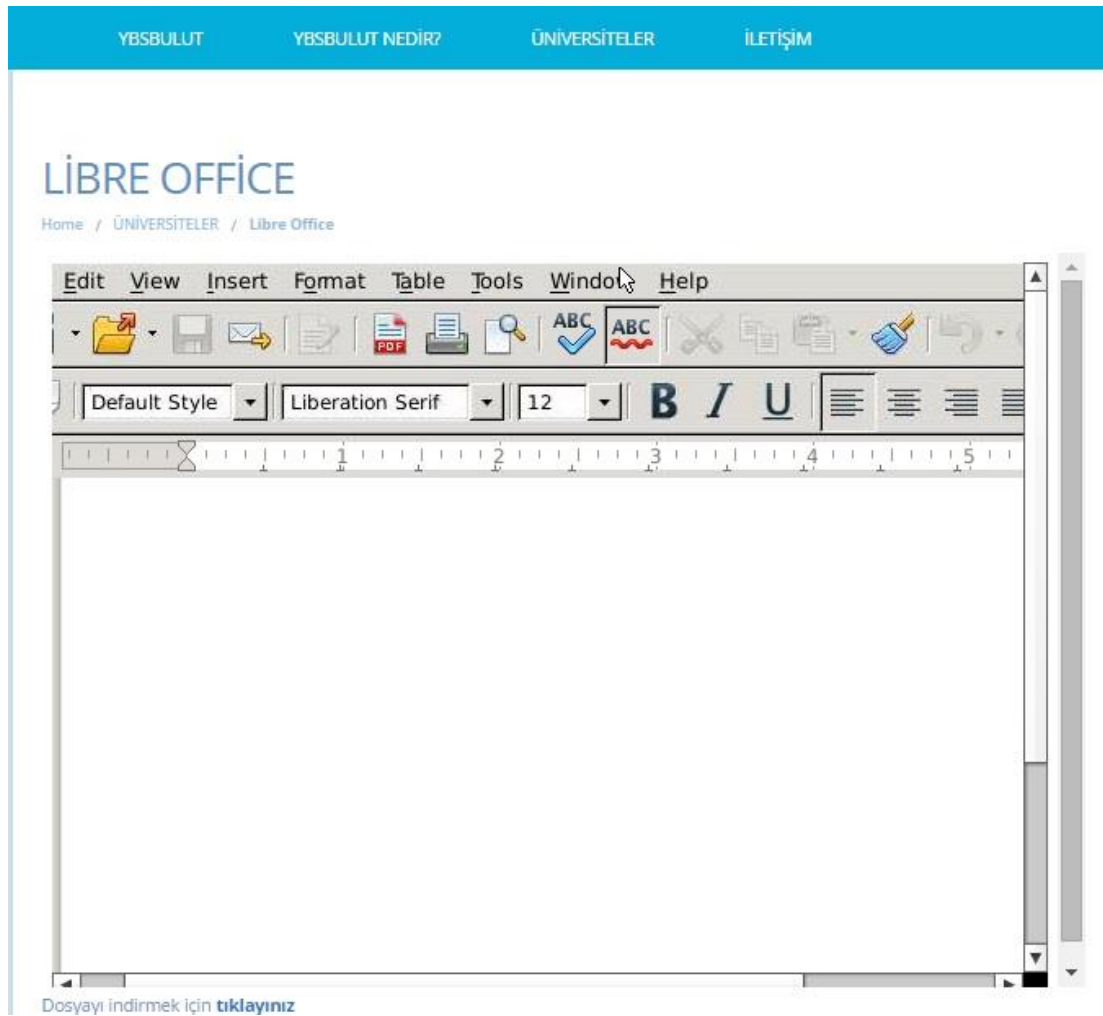 YBSBULUT YBSBULUT NEDİR? ÜNİVERSİTELER İLETİŞİM
LİBRE OFFİCE
Home / ÜNİVERSİTELER / Libre Office
Edit View Insert Format Table Tools Window Help
PDF ABC ABC
Default Style Liberation Serif 12 B I U
1 2 3 4 5
Dosyayı indirmek için tıklayınız